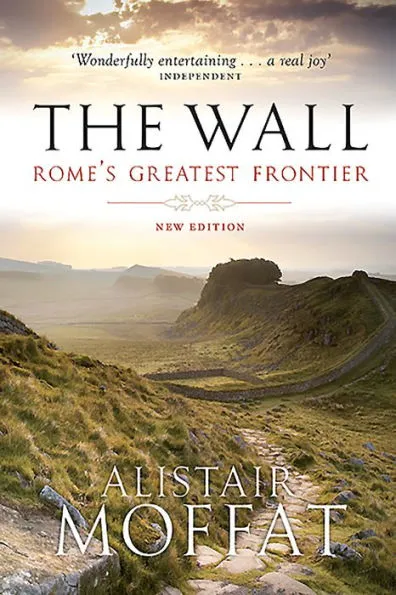 ‘Wonderfully entertaining . . . a real joy’
INDEPENDENT
THE WALL
ROME’S GREATEST FRONTIER
NEW EDITION
ALISTAIR
MOFFAT